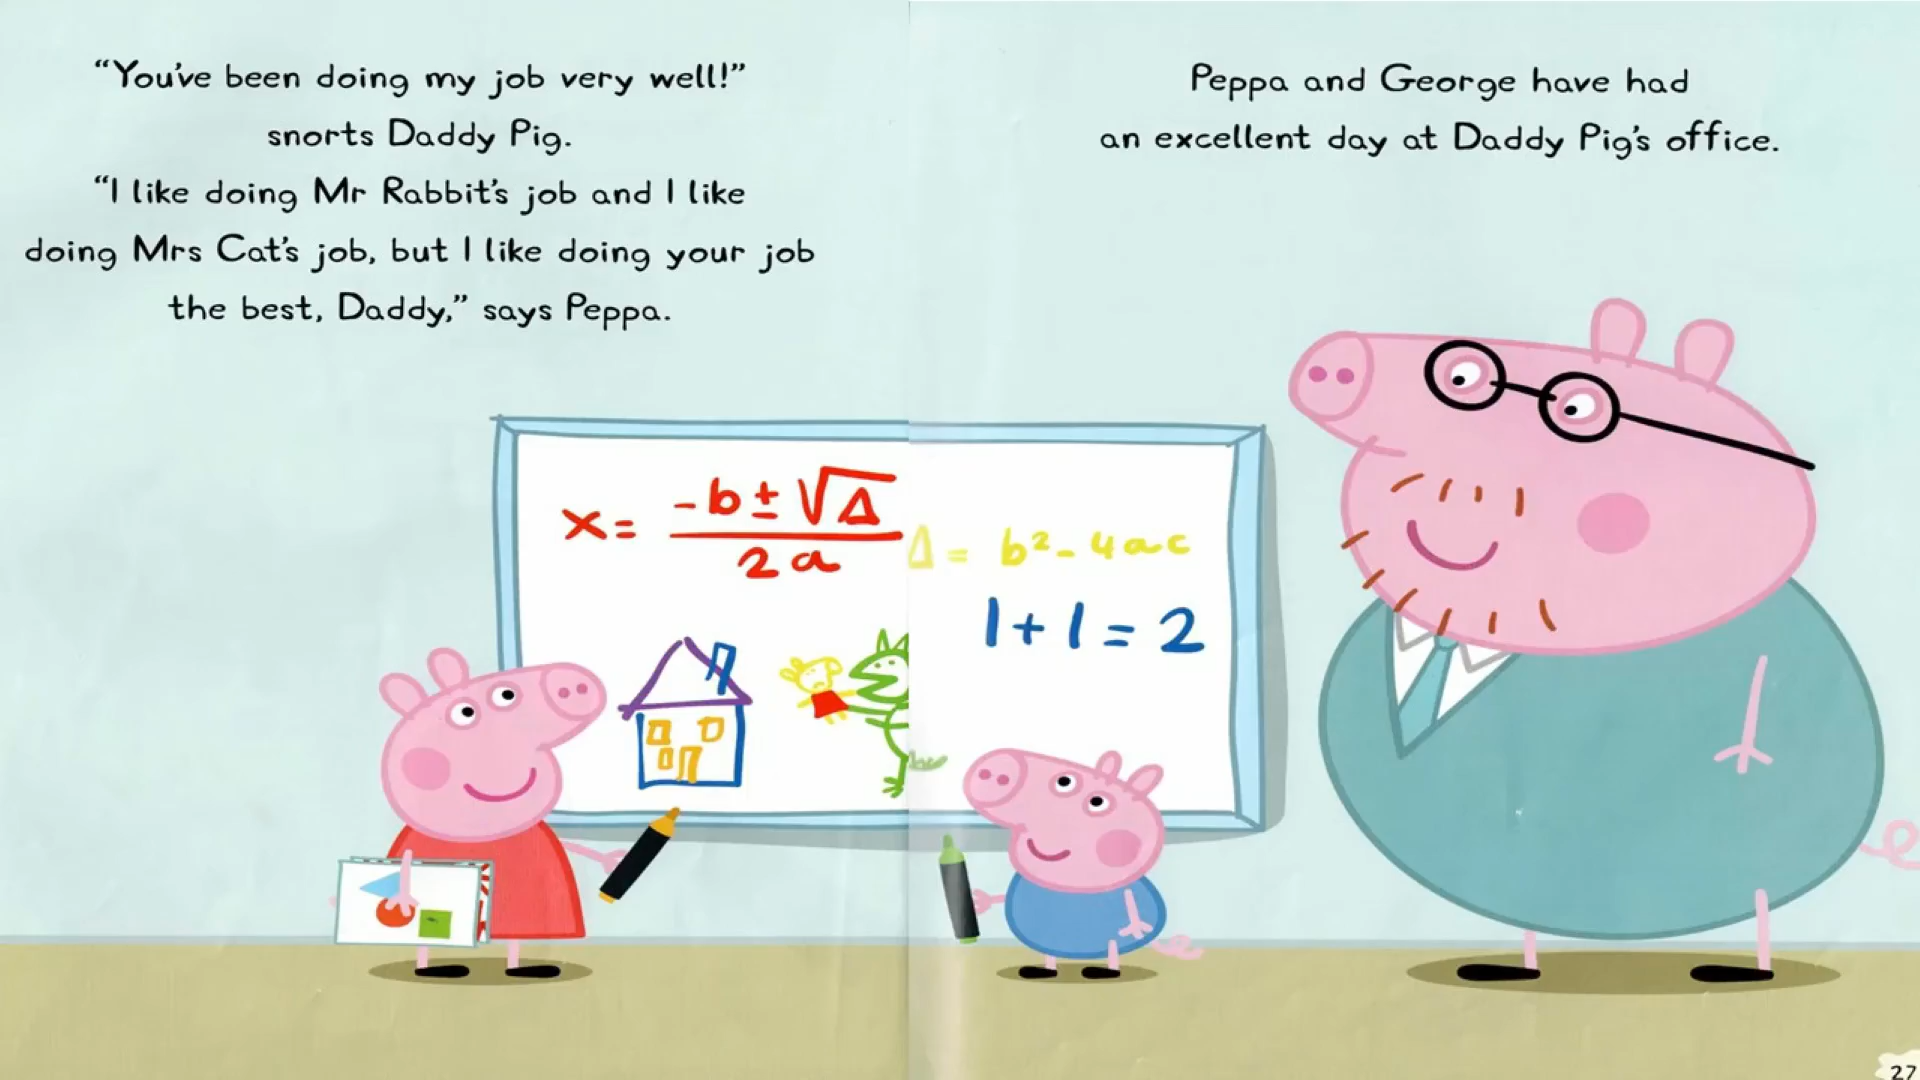 “You’ve been doing my job very well!”
snorts Daddy Pig.
“I like doing Mr Rabbit’s job and I like
doing Mrs Cat’s job, but I like doing your job
the best, Daddy,” says Peppa.
Peppa and George have had
an excellent day at Daddy Pig’s office.
x = -b ± √Δ
2a
Δ = b² - 4ac
1 + 1 = 2
27